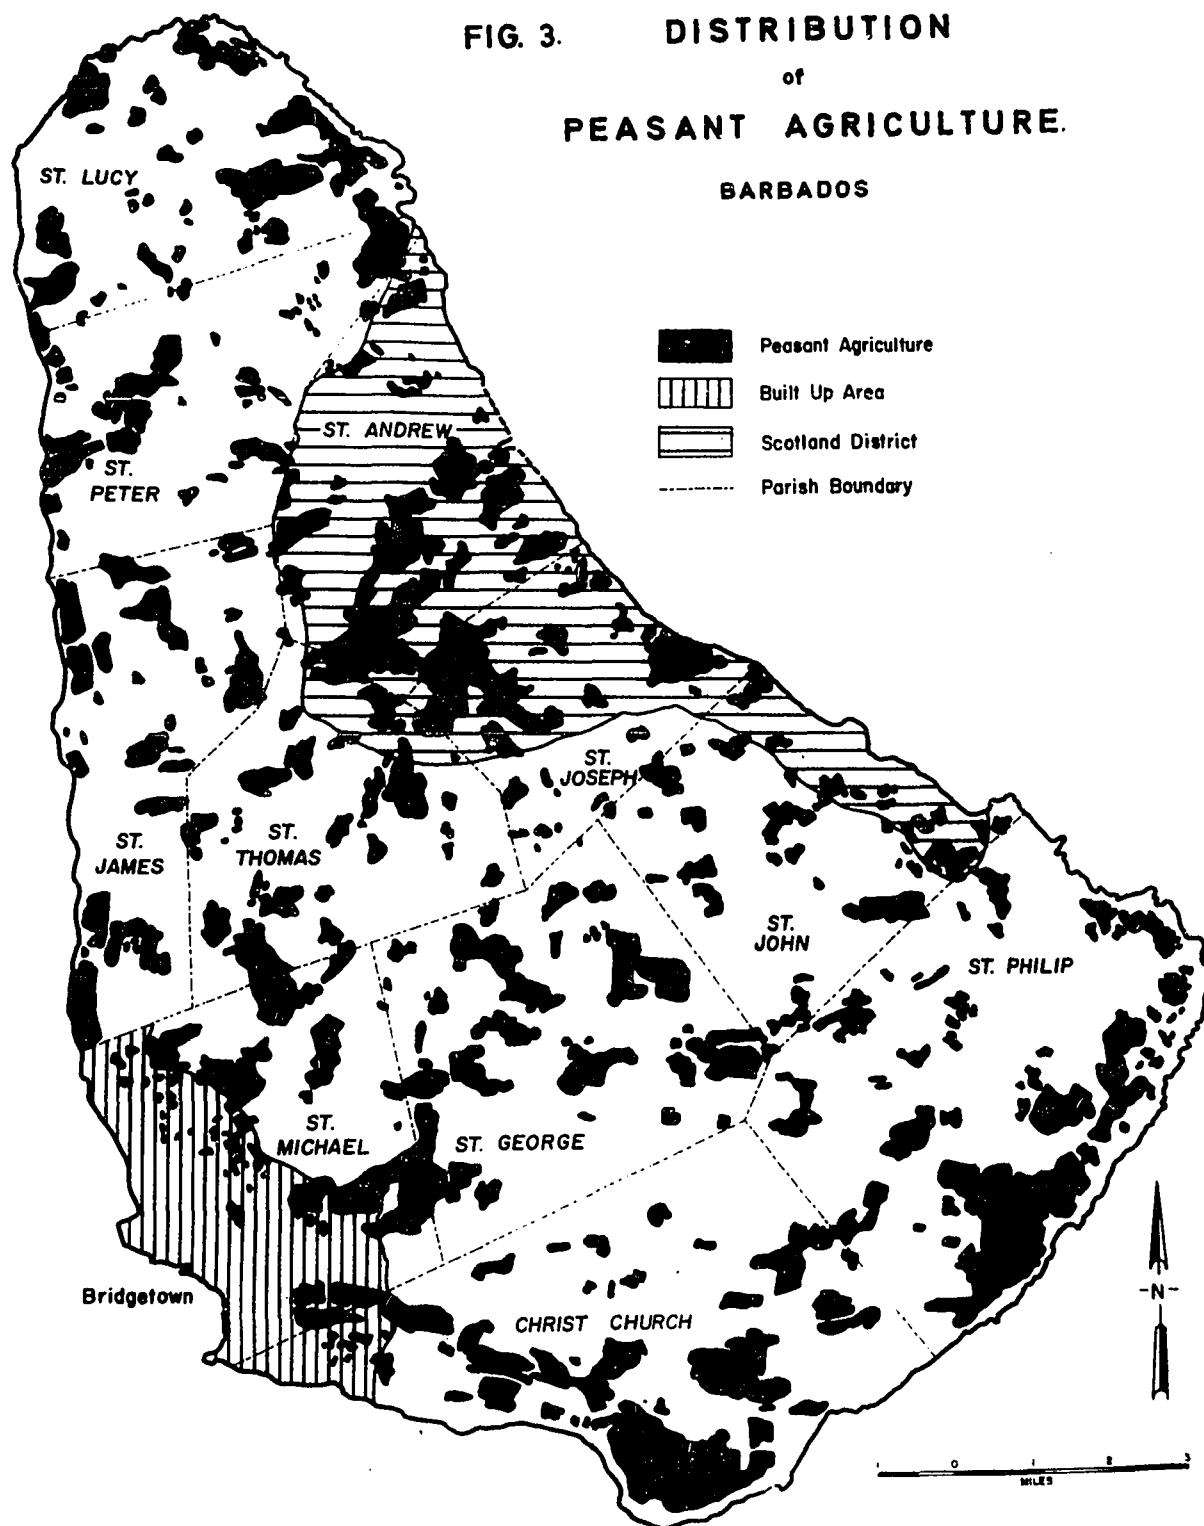 FIG. 3. DISTRIBUTION
of
PEASANT AGRICULTURE.
BARBADOS
ST. LUCY
Peasant Agriculture
Built Up Area
ST. ANDREW
Scotland District
ST.
PETER
Parish Boundary
ST.
JOSEPH
ST.
JAMES
ST.
THOMAS
ST.
JOHN
ST. PHILIP
ST.
MICHAEL
ST. GEORGE
Bridgetown
-N-
CHRIST CHURCH
1 0 1 2 3
MILES